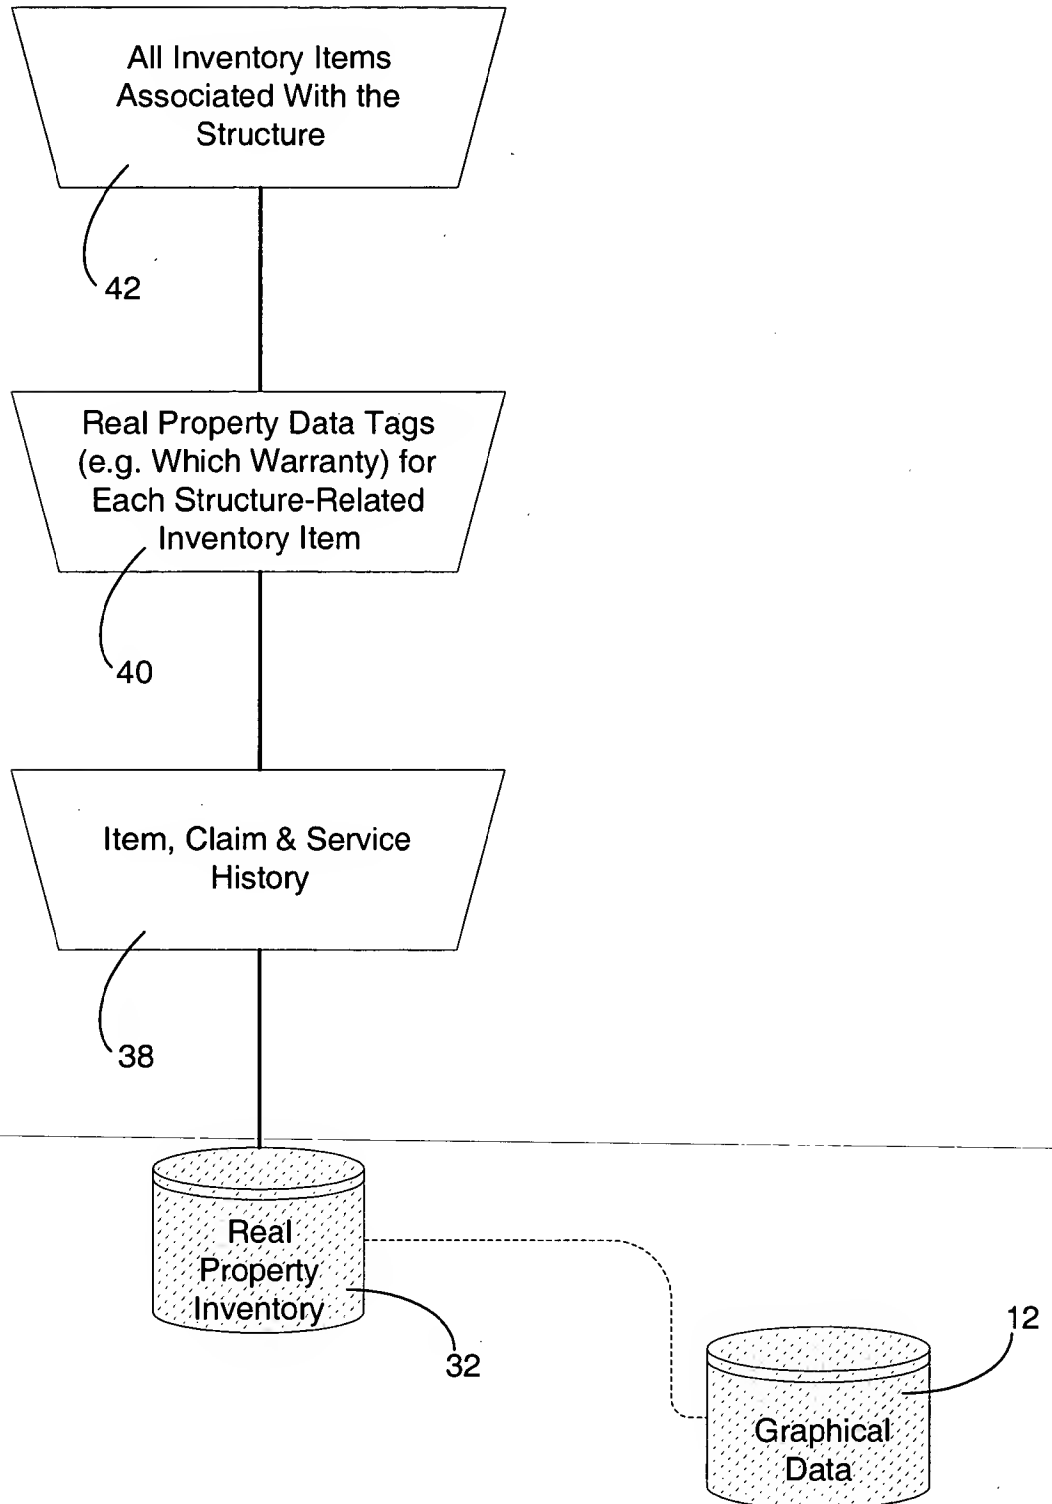 All Inventory Items
Associated With the
Structure
42
Real Property Data Tags
(e.g. Which Warranty) for
Each Structure-Related
Inventory Item
40
Item, Claim & Service
History
38
Real
Property
Inventory
32
12
Graphical
Data